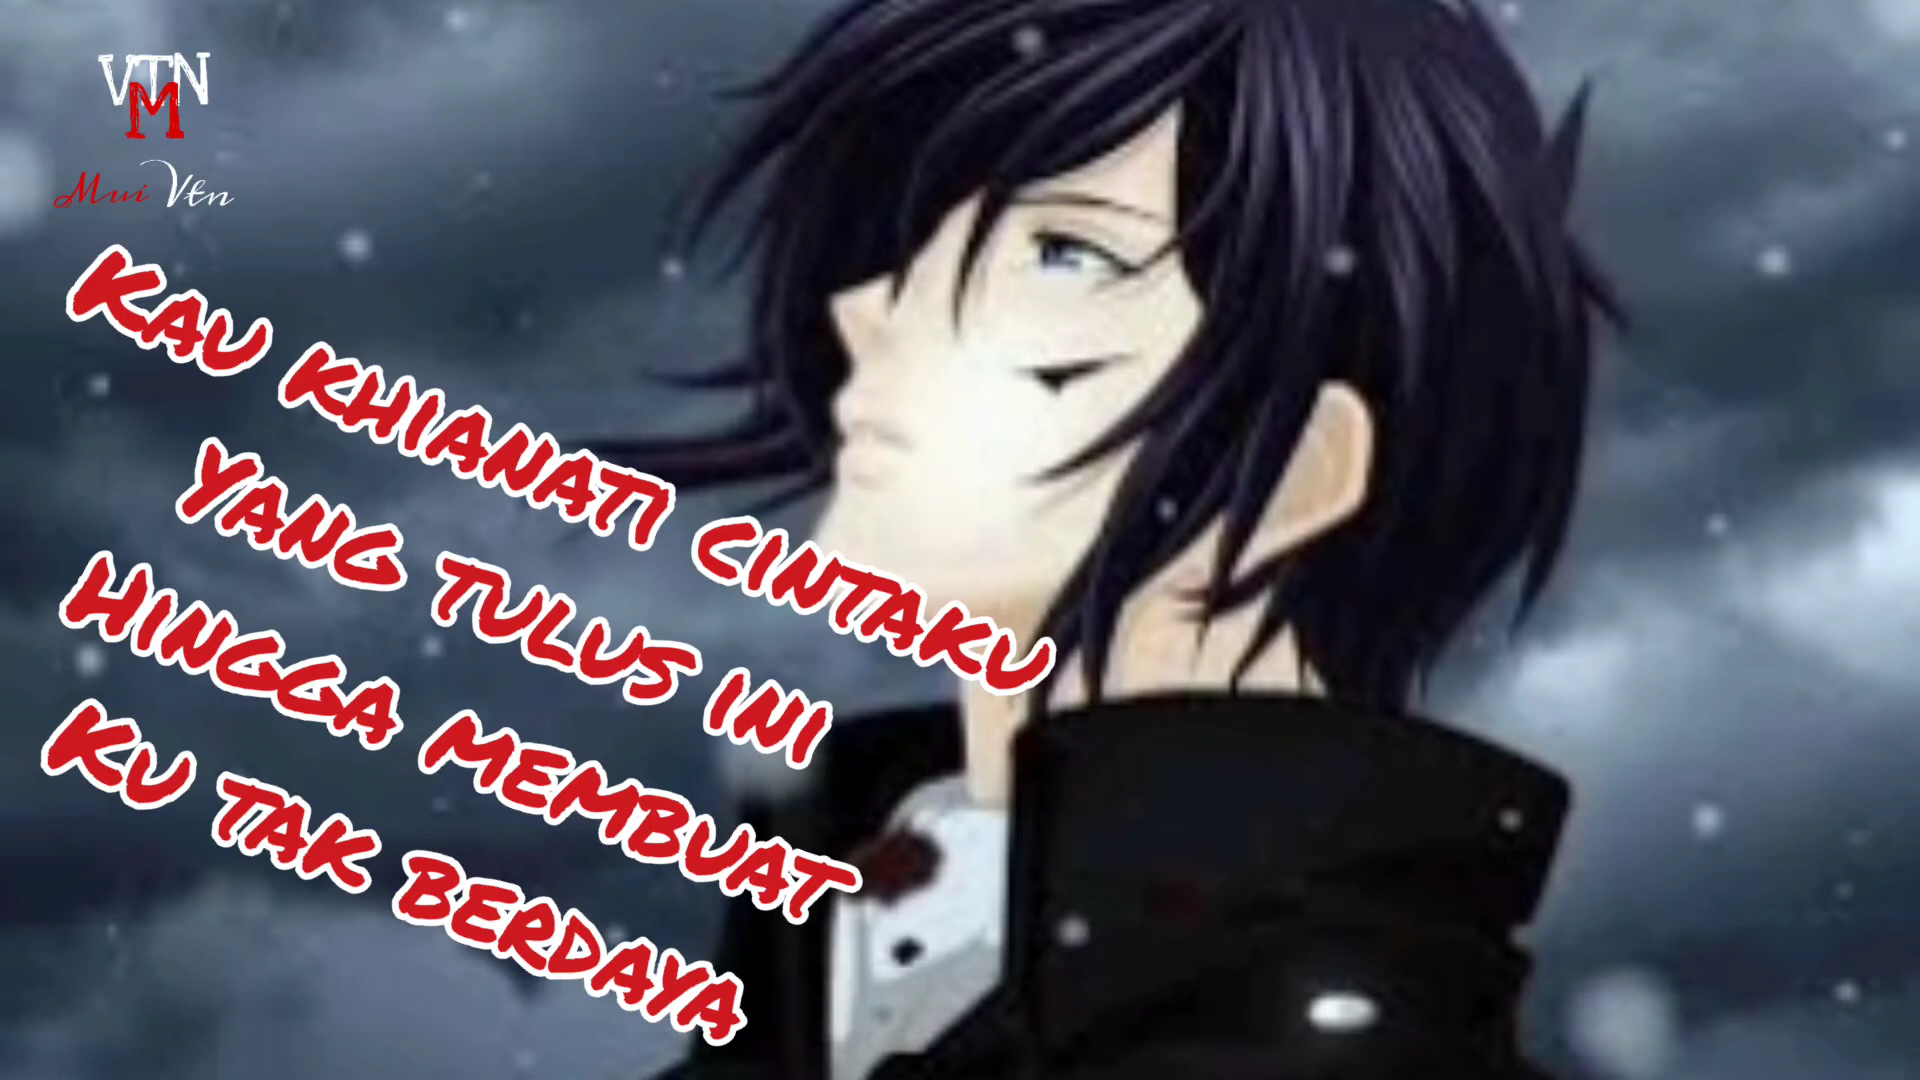 VTN
M
Mui Vtn
Kau khianati cintaku
Yang tulus ini
Hingga membuat
Ku tak berdaya